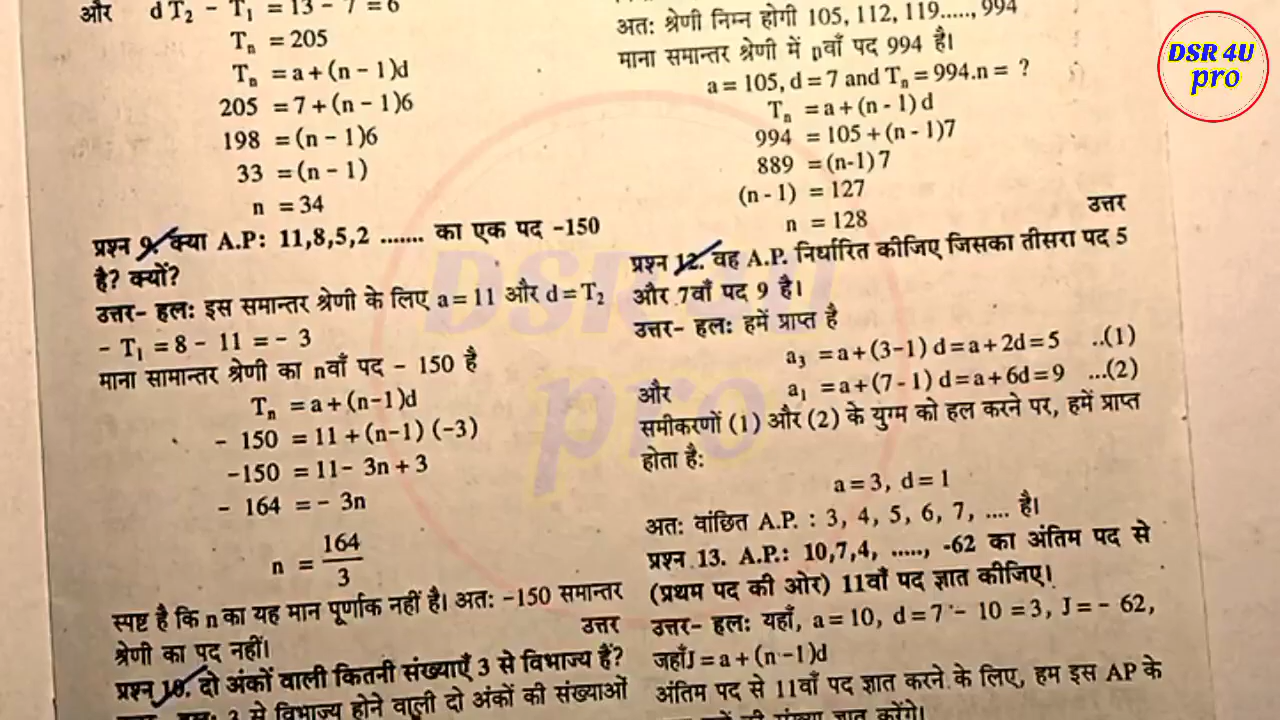 और dT₂ - T₁ = 13 - 7 = 6
Tₙ = 205
Tₙ = a + (n - 1)d
205 = 7 + (n - 1)6
198 = (n - 1)6
33 = (n - 1)
n = 34
प्रश्न 9. क्या A.P: 11,8,5,2 ....... का एक पद -150
है? क्यों?
उत्तर- हल: इस समान्तर श्रेणी के लिए a = 11 और d = T₂
- T₁ = 8 - 11 = - 3
माना सामान्तर श्रेणी का nवाँ पद - 150 है
Tₙ = a + (n-1)d
- 150 = 11 + (n-1) (-3)
-150 = 11- 3n + 3
- 164 = - 3n
n = 164/3
स्पष्ट है कि n का यह मान पूर्णाक नहीं है। अत: -150 समान्तर
श्रेणी का पद नहीं। उत्तर
प्रश्न 10. दो अंकों वाली कितनी संख्याएँ 3 से विभाज्य हैं?
3 से विभाज्य होने वाली दो अंकों की संख्याओं
अत: श्रेणी निम्न होगी 105, 112, 119....., 994
माना समान्तर श्रेणी में nवाँ पद 994 है।
a = 105, d = 7 and Tₙ = 994.n = ?
Tₙ = a + (n - 1) d
994 = 105 + (n - 1)7
889 = (n-1) 7
(n - 1) = 127
n = 128 उत्तर
प्रश्न 12. वह A.P. निर्धारित कीजिए जिसका तीसरा पद 5
और 7वाँ पद 9 है।
उत्तर- हल: हमें प्राप्त है
a₃ = a + (3-1) d = a + 2d = 5 ..(1)
और a₁ = a + (7 - 1) d = a + 6d = 9 ...(2)
समीकरणों (1) और (2) के युग्म को हल करने पर, हमें प्राप्त
होता है:
a = 3, d = 1
अत: वांछित A.P. : 3, 4, 5, 6, 7, .... है।
प्रश्न 13. A.P.: 10,7,4, ....., -62 का अंतिम पद से
(प्रथम पद की ओर) 11वाँ पद ज्ञात कीजिए।
उत्तर- हल: यहाँ, a = 10, d = 7 - 10 = 3, J = - 62,
जहाँJ = a + (n -1)d
अंतिम पद से 11वाँ पद ज्ञात करने के लिए, हम इस AP के
ज्ञात करेंगे।
DSR 4U
pro
DSR 4U
pro